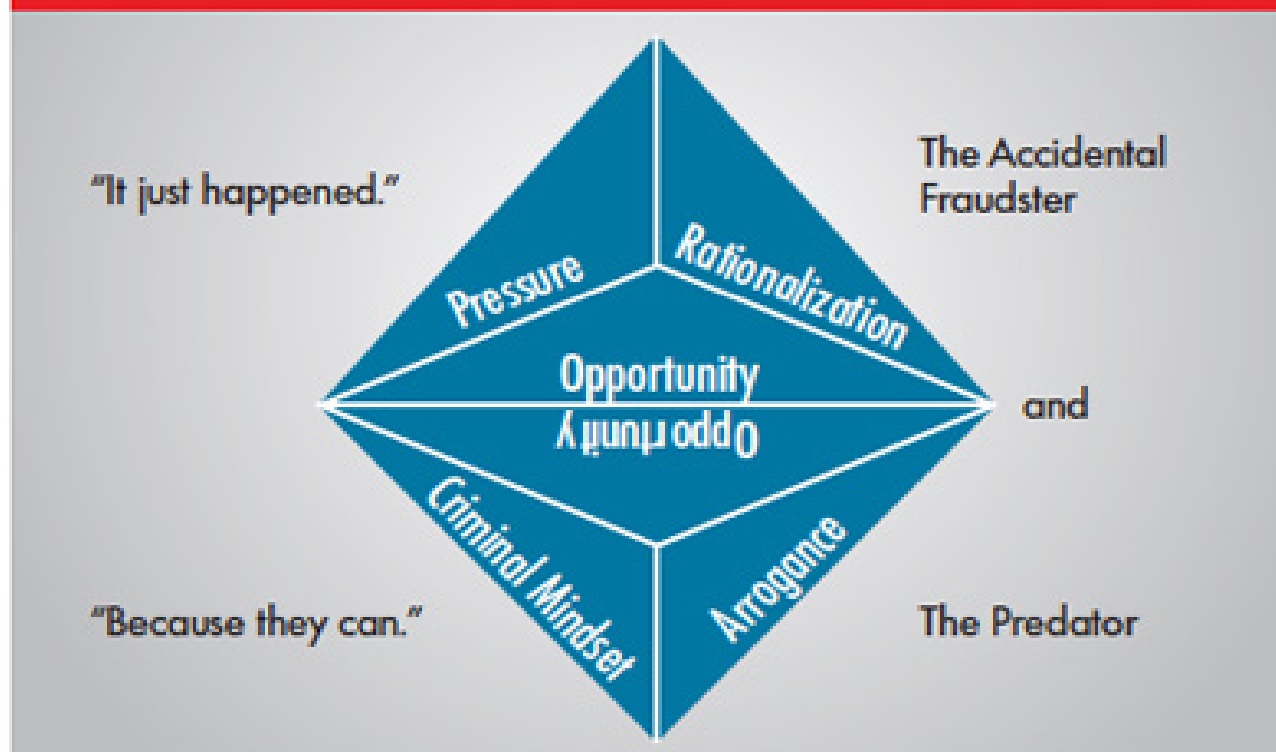 The Accidental
Fraudster
"It just happened."
Pressure
Rationalization
Opportunity
and
Opportunity
Criminal Mindset
Arrogance
"Because they can."
The Predator